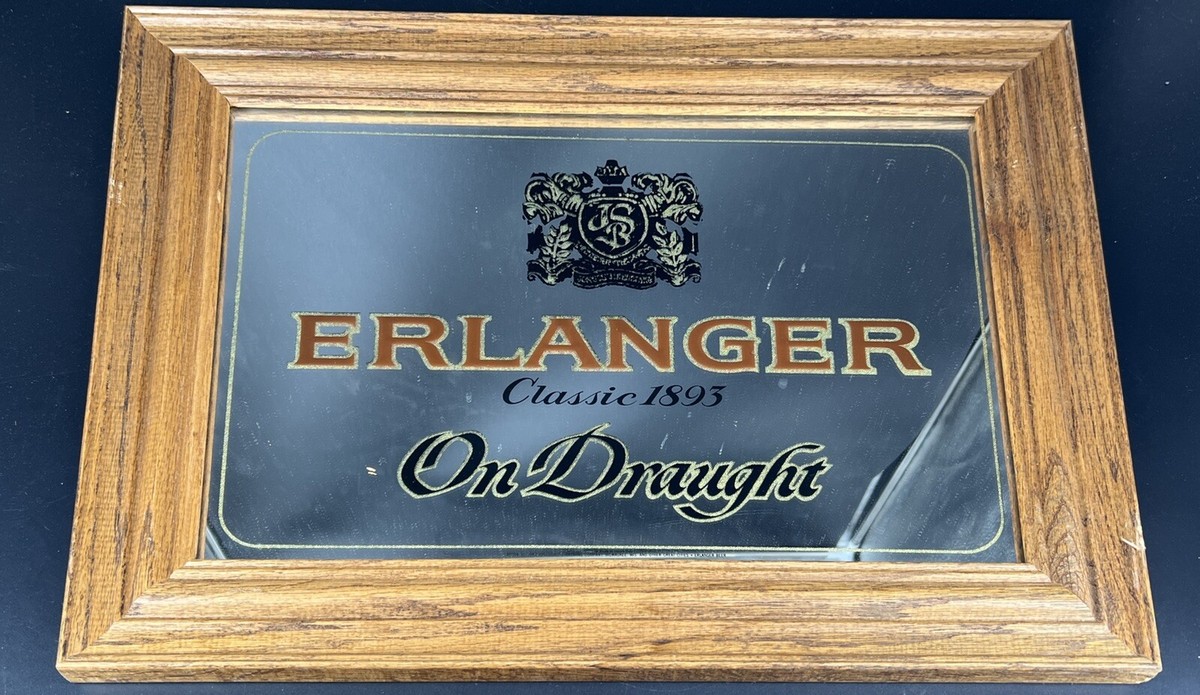 JSB
ERLANGER
Classic 1893
On Draught